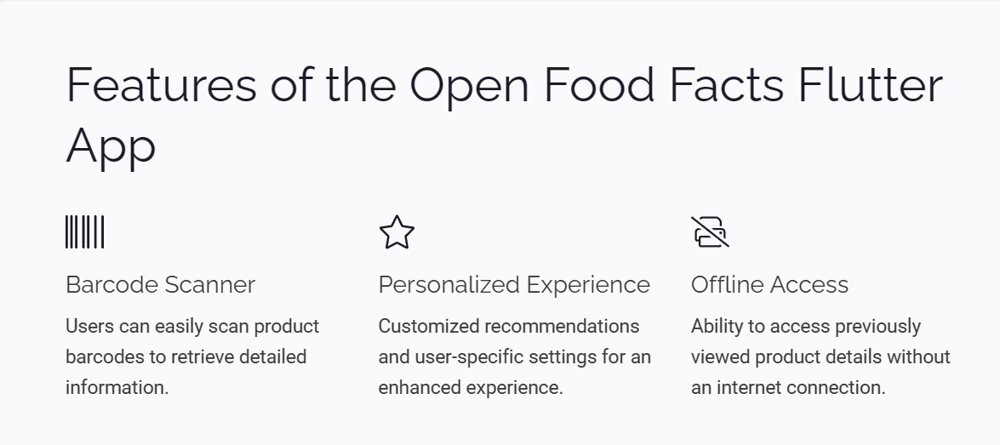 Features of the Open Food Facts Flutter
App
Barcode Scanner
Users can easily scan product
barcodes to retrieve detailed
information.
Personalized Experience
Customized recommendations
and user-specific settings for an
enhanced experience.
Offline Access
Ability to access previously
viewed product details without
an internet connection.